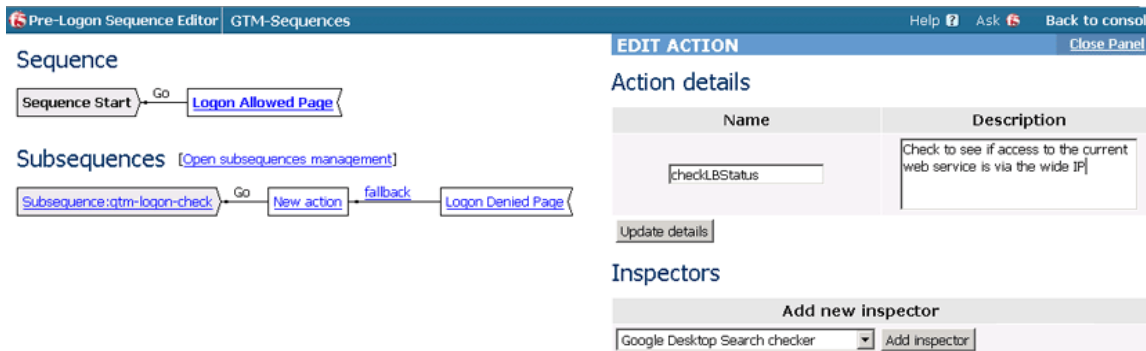 Pre-Logon Sequence Editor GTM-Sequences Help ? Ask f5 Back to consol
EDIT ACTION Close Panel
Sequence
Sequence Start Go Logon Allowed Page
Subsequences [Open subsequences management]
Subsequence:gtm-logon-check Go New action fallback Logon Denied Page
Action details
Name Description
checkLBStatus
Check to see if access to the current
web service is via the wide IP
Update details
Inspectors
Add new inspector
Google Desktop Search checker Add inspector